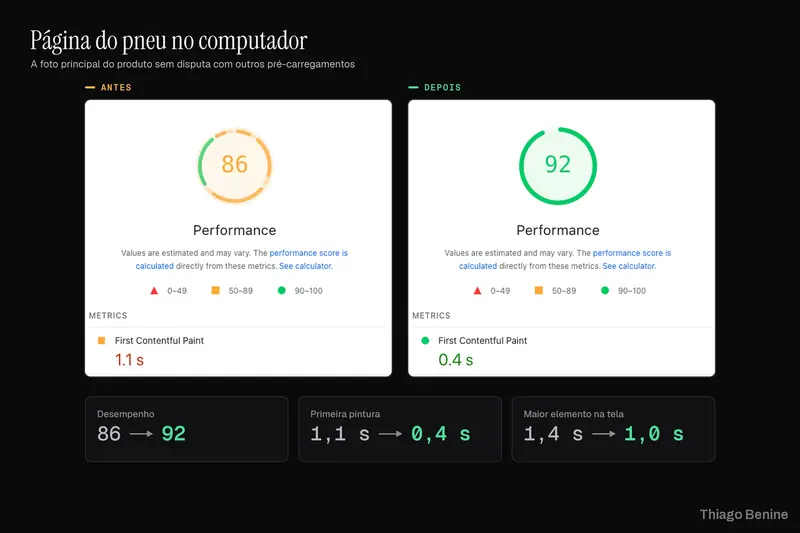 Página do pneu no computador
A foto principal do produto sem disputa com outros pré-carregamentos
ANTES
86
Performance
Values are estimated and may vary. The performance score is
calculated directly from these metrics. See calculator.
0–49
50–89
90–100
METRICS
First Contentful Paint
1.1 s
DEPOIS
92
Performance
Values are estimated and may vary. The performance score is
calculated directly from these metrics. See calculator.
0–49
50–89
90–100
METRICS
First Contentful Paint
0.4 s
Desempenho
86 → 92
Primeira pintura
1,1 s → 0,4 s
Maior elemento na tela
1,4 s → 1,0 s
Thiago Benine